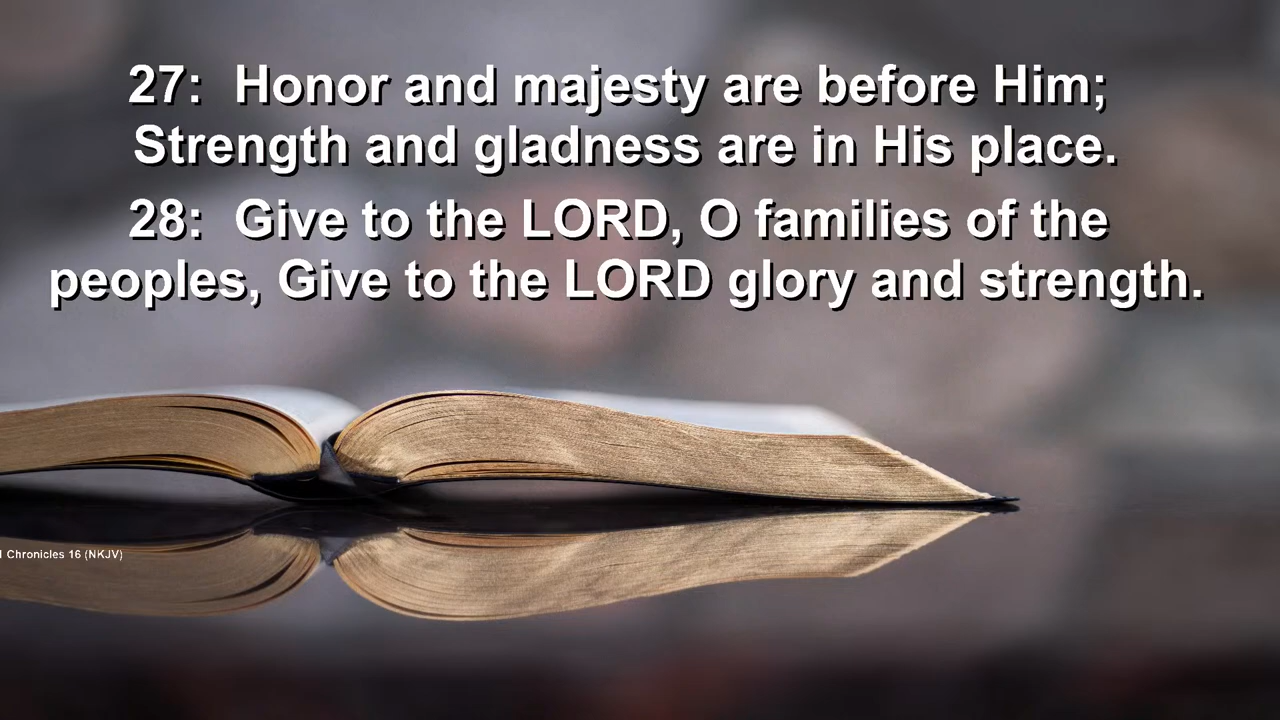 27: Honor and majesty are before Him;
Strength and gladness are in His place.
28: Give to the LORD, O families of the
peoples, Give to the LORD glory and strength.
I Chronicles 16 (NKJV)